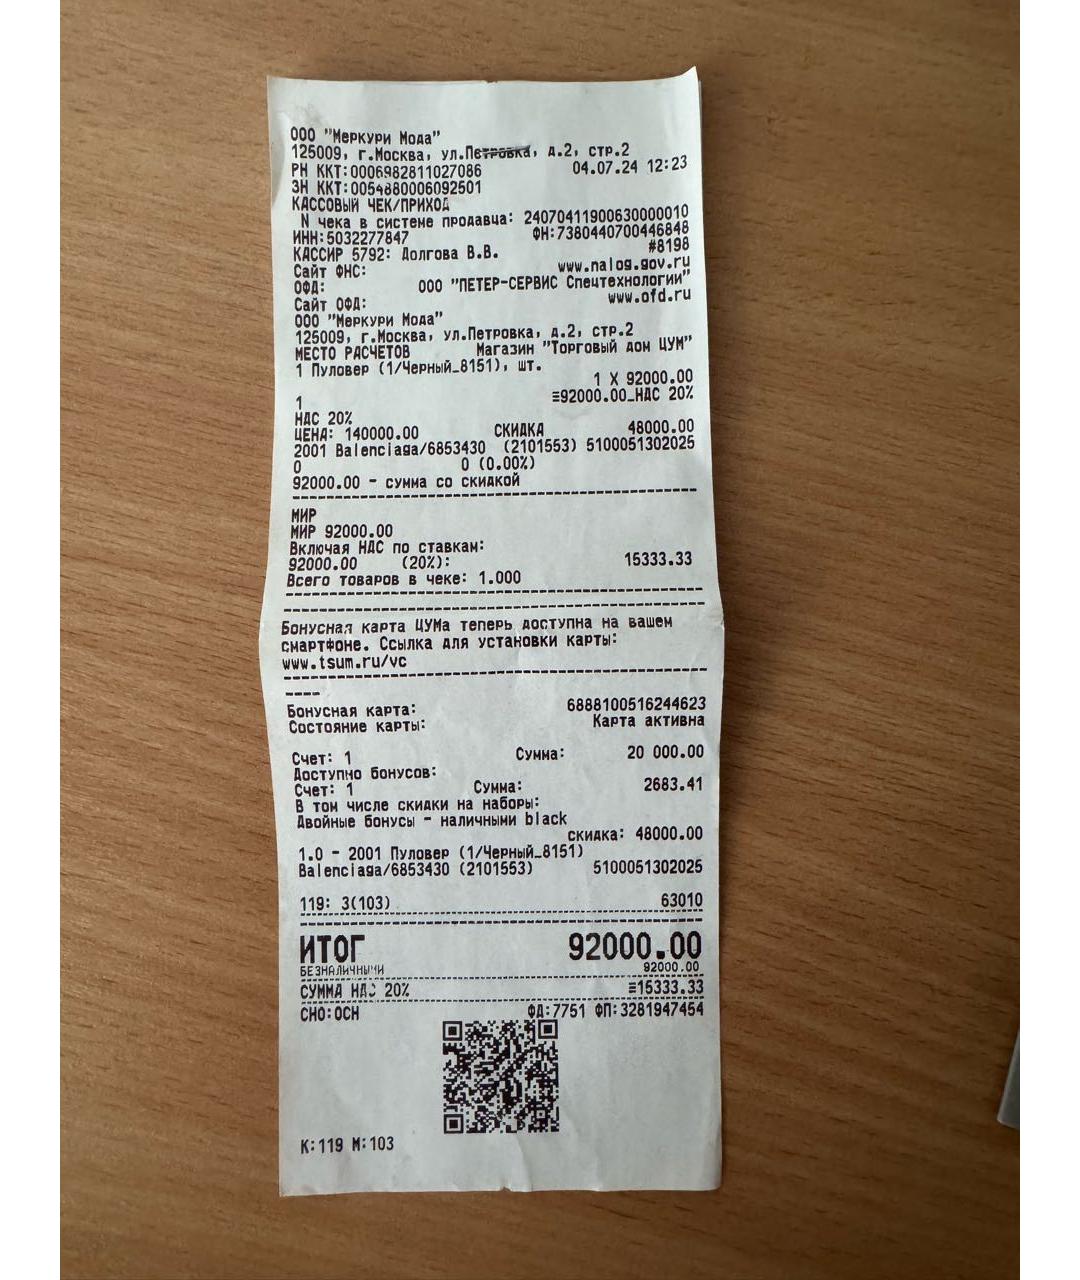 ООО "Меркури Мода"
125009, г.Москва, ул.Петровка, д.2, стр.2
РН ККТ:0006982811027086 04.07.24 12:23
ЗН ККТ:0054880006092501
КАССОВЫЙ ЧЕК/ПРИХОД
N чека в системе продавца: 24070411900630000010
ИНН:5032277847 ФН:7380440700446848
КАССИР 5792: Долгова В.В. #8198
Сайт ФНС: www.nalog.gov.ru
ОФД: ООО "ПЕТЕР-СЕРВИС Спецтехнологии"
Сайт ОФД: www.ofd.ru
ООО "Меркури Мода"
125009, г.Москва, ул.Петровка, д.2, стр.2
МЕСТО РАСЧЕТОВ Магазин "Торговый дом ЦУМ"
1 Пуловер (1/Черный_8151), шт.
1 X 92000.00
1 ≡92000.00_НДС 20%
НДС 20%
ЦЕНА: 140000.00 СКИДКА 48000.00
2001 Balenciaga/6853430 (2101553) 5100051302025
0 0 (0.00%)
92000.00 - сумма со скидкой
МИР
МИР 92000.00
Включая НДС по ставкам:
92000.00 (20%): 15333.33
Всего товаров в чеке: 1.000
Бонусная карта ЦУМа теперь доступна на вашем
смартфоне. Ссылка для установки карты:
www.tsum.ru/vc
Бонусная карта: 6888100516244623
Состояние карты: Карта активна
Счет: 1 Сумма: 20 000.00
Доступно бонусов:
Счет: 1 Сумма: 2683.41
В том числе скидки на наборы:
Двойные бонусы - наличными black
скидка: 48000.00
1.0 - 2001 Пуловер (1/Черный_8151)
Balenciaga/6853430 (2101553) 5100051302025
119: 3(103) 63010
ИТОГ 92000.00
БЕЗНАЛИЧНЫМИ 92000.00
СУММА НДС 20% ≡15333.33
СНО:ОСН ФД:7751 ФП:3281947454
К:119 М:103